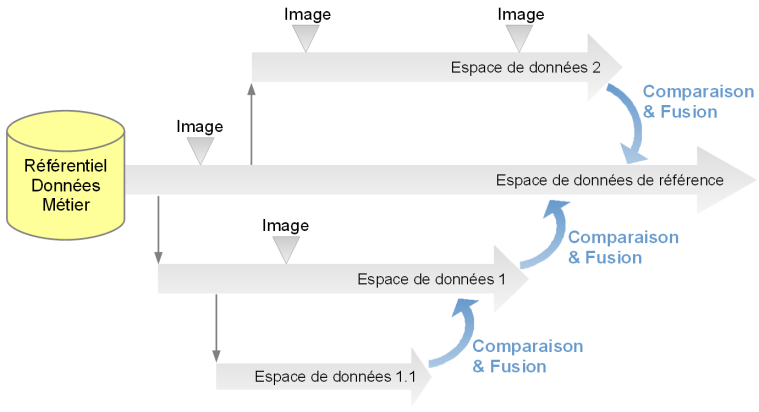 Image
Image
Espace de données 2
Comparaison
& Fusion
Image
Référentiel
Données
Métier
Espace de données de référence
Image
Comparaison
& Fusion
Espace de données 1
Comparaison
& Fusion
Espace de données 1.1